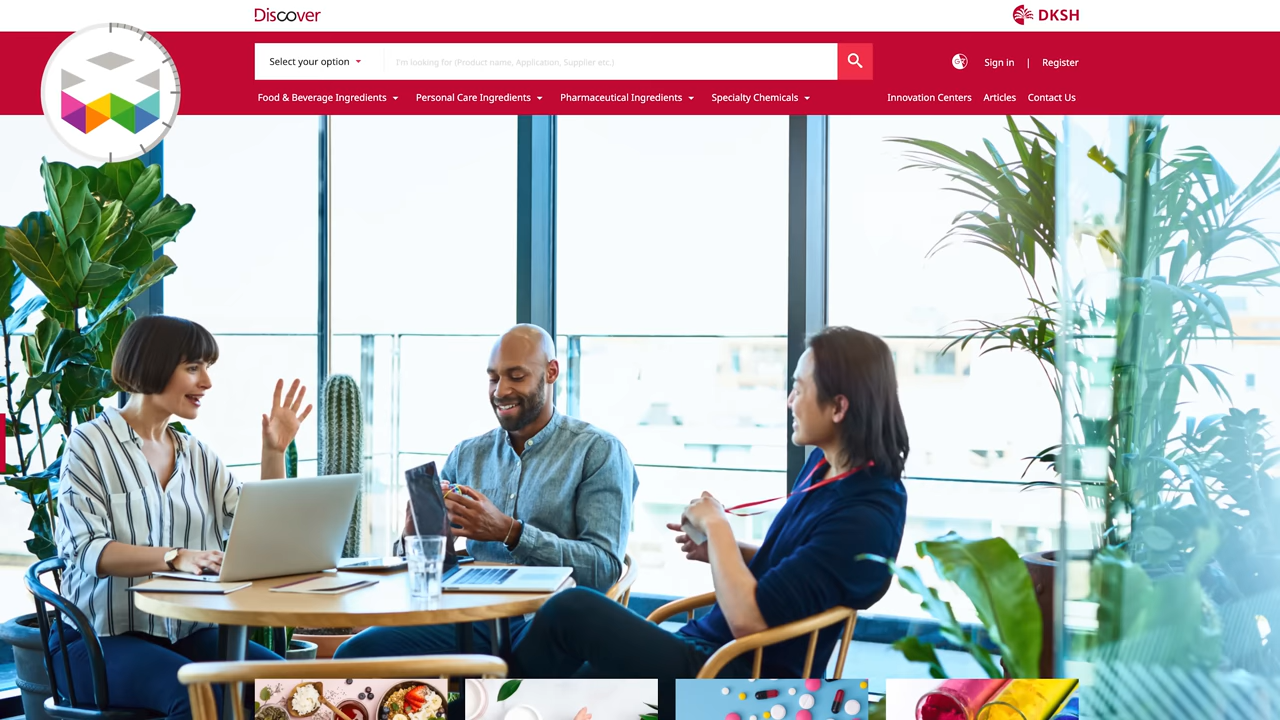 Discover
DKSH
Select your option
I'm looking for (Product name, Application, Supplier etc.)
Sign in | Register
Food & Beverage Ingredients
Personal Care Ingredients
Pharmaceutical Ingredients
Specialty Chemicals
Innovation Centers
Articles
Contact Us